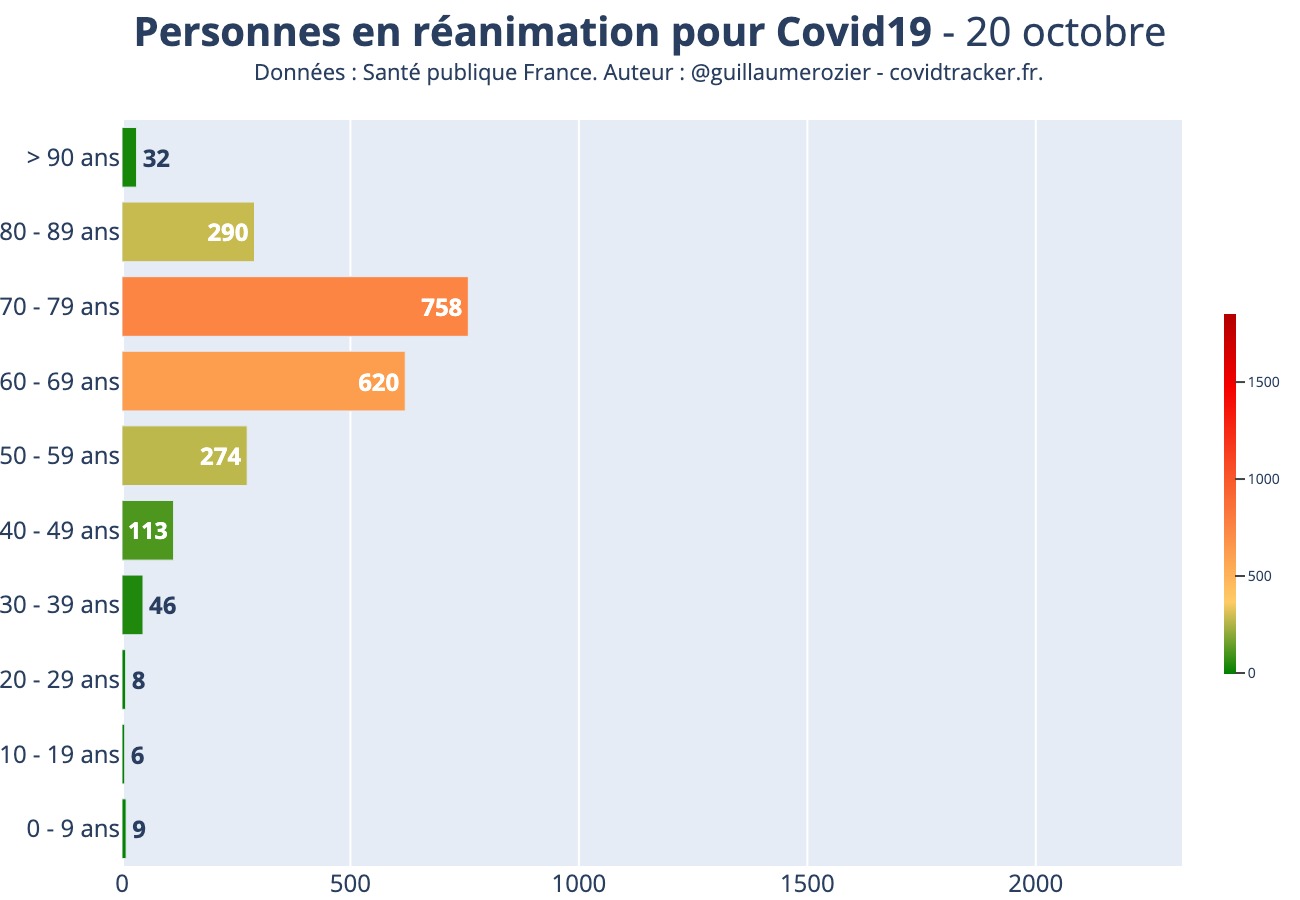 Personnes en réanimation pour Covid19 - 20 octobre
Données : Santé publique France. Auteur : @guillaumerozier - covidtracker.fr.
> 90 ans 32
80 - 89 ans 290
70 - 79 ans 758
60 - 69 ans 620
50 - 59 ans 274
40 - 49 ans 113
30 - 39 ans 46
20 - 29 ans 8
10 - 19 ans 6
0 - 9 ans 9
0 500 1000 1500 2000
1500
1000
500
0